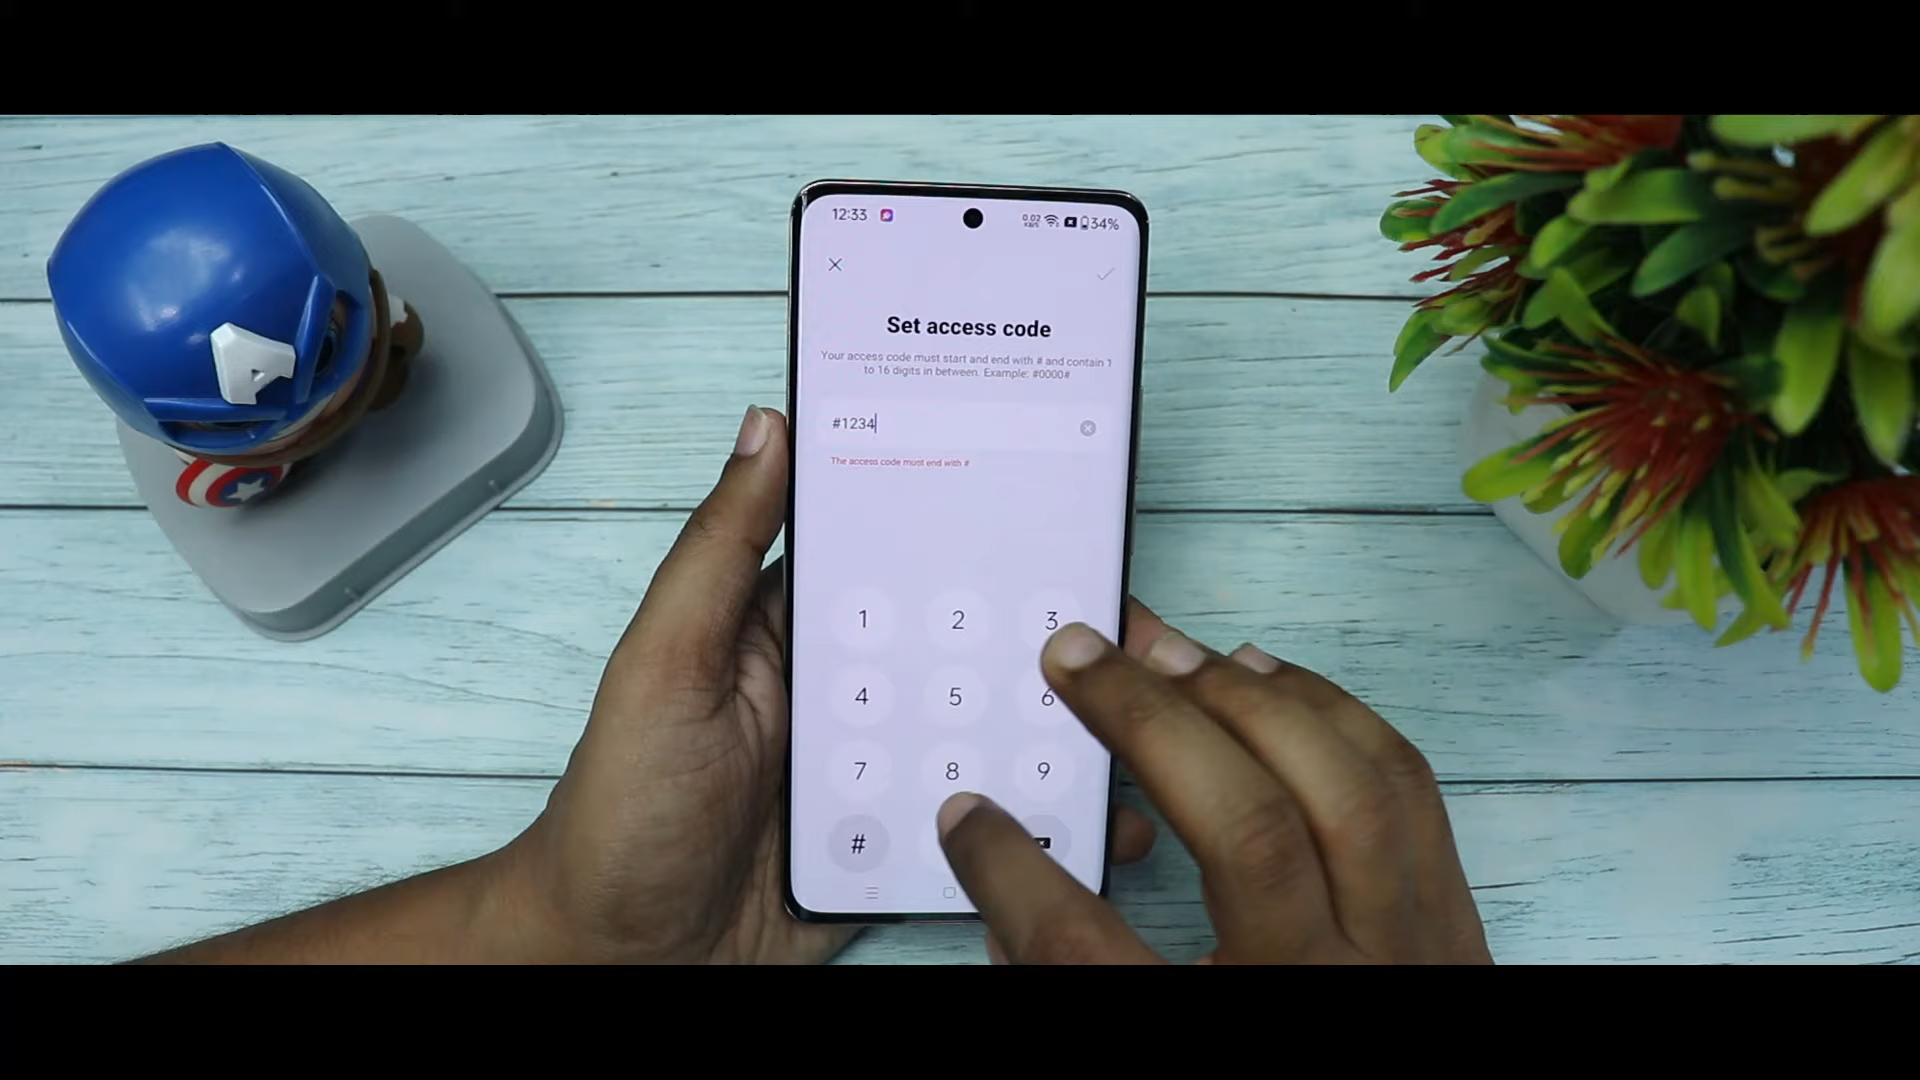 12:33
0.02
34%
Set access code
Your access code must start and end with # and contain 1
to 16 digits in between. Example: #0000#
#1234
The access code must end with #
1 2 3
4 5 6
7 8 9
#
A